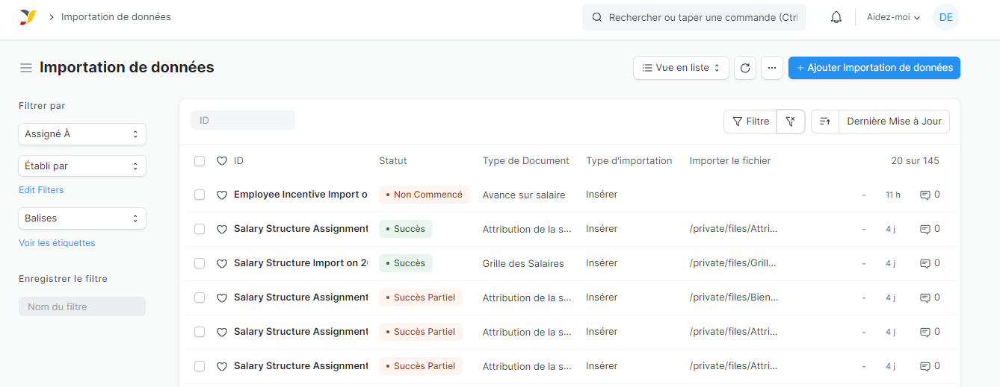 Importation de données
Rechercher ou taper une commande (Ctrl
Aidez-moi
DE
Importation de données
Vue en liste
+ Ajouter Importation de données
Filtrer par
Assigné À
Établi par
Edit Filters
Balises
Voir les étiquettes
Enregistrer le filtre
Nom du filtre
ID
Filtre
Dernière Mise à Jour
ID Statut Type de Document Type d'importation Importer le fichier 20 sur 145
Employee Incentive Import o Non Commencé Avance sur salaire Insérer - 11 h 0
Salary Structure Assignment Succès Attribution de la s... Insérer /private/files/Attri... - 4 j 0
Salary Structure Import on 20 Succès Grille des Salaires Insérer /private/files/Grill... - 4 j 0
Salary Structure Assignment Succès Partiel Attribution de la s... Insérer /private/files/Bien... - 4 j 0
Salary Structure Assignment Succès Partiel Attribution de la s... Insérer /private/files/Attri... - 4 j 0
Salary Structure Assignment Succès Partiel Attribution de la s... Insérer /private/files/Attri... - 4 j 0